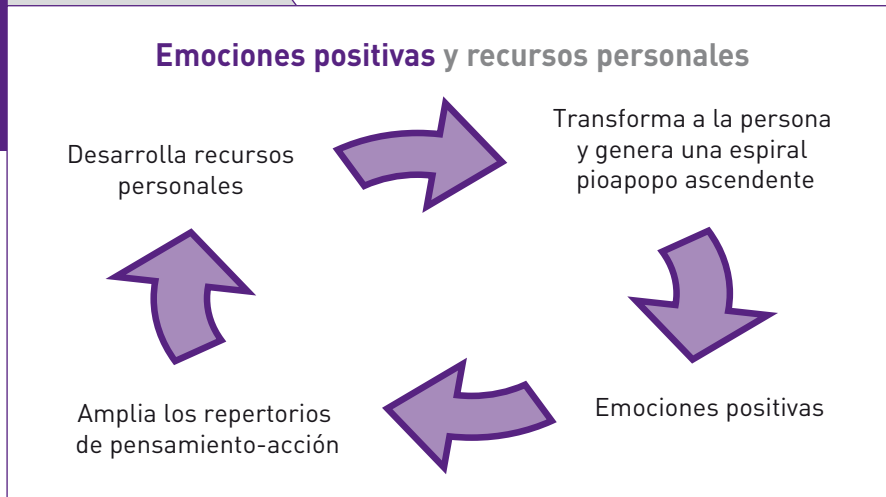 Emociones positivas y recursos personales
Desarrolla recursos
personales
Transforma a la persona
y genera una espiral
pioapopo ascendente
Emociones positivas
Amplia los repertorios
de pensamiento-acción